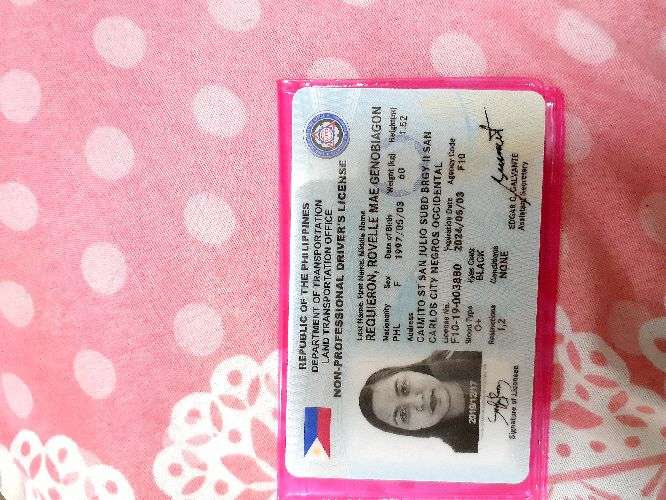 REPUBLIC OF THE PHILIPPINES
DEPARTMENT OF TRANSPORTATION
LAND TRANSPORTATION OFFICE
NON-PROFESSIONAL DRIVER'S LICENSE
Last Name, First Name, Middle Name
REQUIERON, ROVELLE MAE GENOBIAGON
Nationality Sex Date of Birth Weight (kg) Height(m)
PHL F 1997/05/03 60 1.52
Address
CAIMITO ST SAN JULIO SUBD BRGY II SAN
CARLOS CITY NEGROS OCCIDENTAL
License No. Expiration Date Agency Code
F10-19-003880 2024/05/03 F10
Blood Type Eyes Color
O+ BLACK
Restrictions Conditions
1,2 NONE
2019/12/17
Signature of Licensee
EDGAR C. GALVANTE
Assistant Secretary